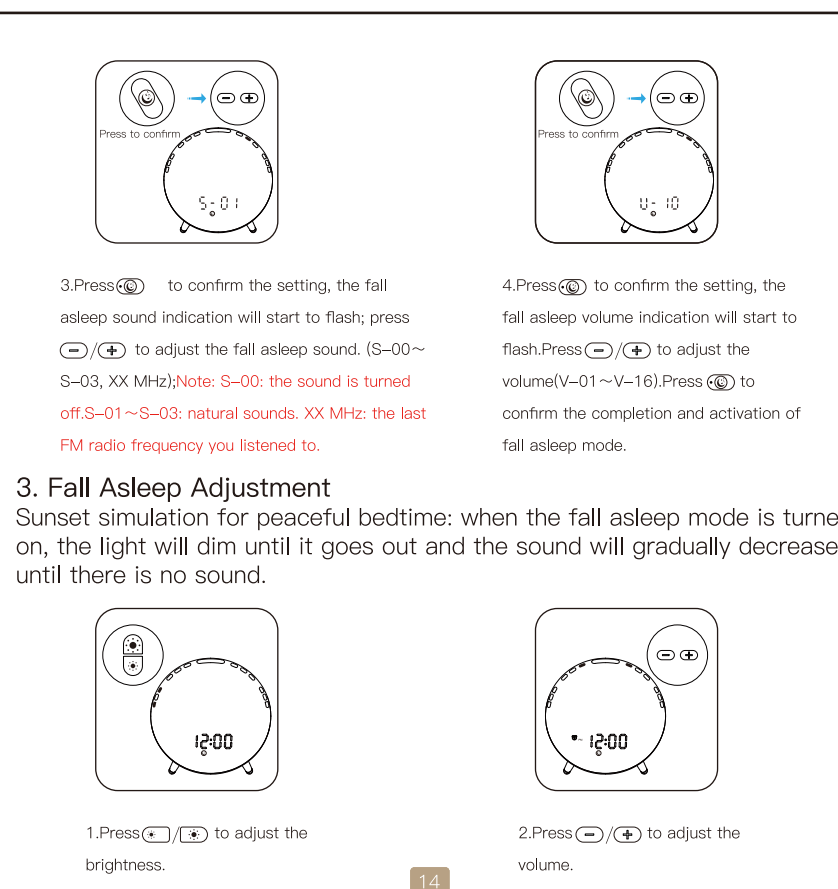 Press to confirm
S-01
Press to confirm
U-10
3.Press to confirm the setting, the fall
asleep sound indication will start to flash; press
/ to adjust the fall asleep sound. (S–00～
S–03, XX MHz);Note: S–00: the sound is turned
off.S–01～S–03: natural sounds. XX MHz: the last
FM radio frequency you listened to.
4.Press to confirm the setting, the
fall asleep volume indication will start to
flash.Press / to adjust the
volume(V–01～V–16).Press to
confirm the completion and activation of
fall asleep mode.
3. Fall Asleep Adjustment
Sunset simulation for peaceful bedtime: when the fall asleep mode is turne
on, the light will dim until it goes out and the sound will gradually decrease
until there is no sound.
12:00
12:00
1.Press / to adjust the
brightness.
2.Press / to adjust the
volume.
14